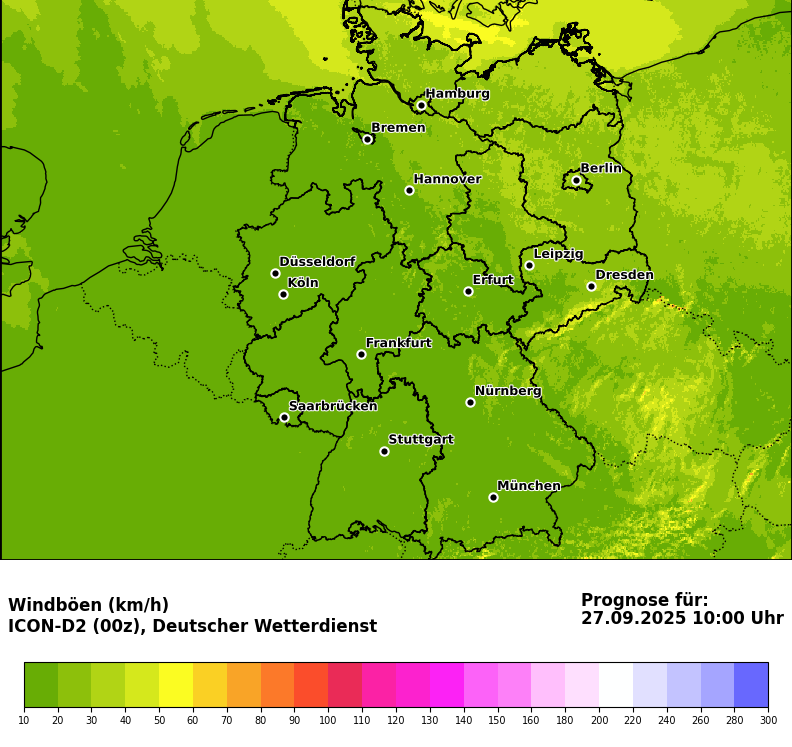 Hamburg
Bremen
Berlin
Hannover
Leipzig
Düsseldorf
Dresden
Köln
Erfurt
Frankfurt
Nürnberg
Saarbrücken
Stuttgart
München
Windböen (km/h)
ICON-D2 (00z), Deutscher Wetterdienst
Prognose für:
27.09.2025 10:00 Uhr
10 20 30 40 50 60 70 80 90 100 110 120 130 140 150 160 180 200 220 240 260 280 300